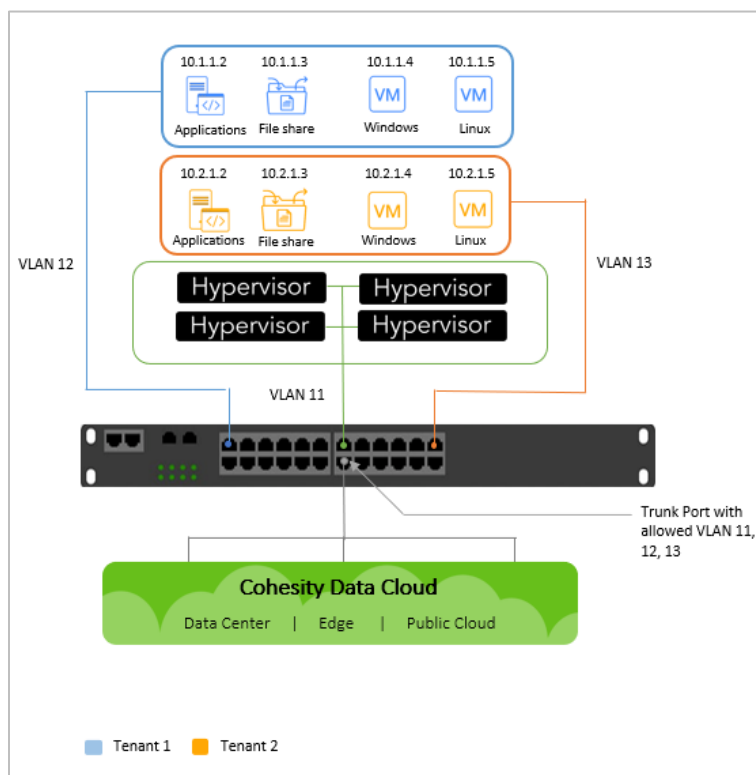 10.1.1.2 10.1.1.3 10.1.1.4 10.1.1.5
VM VM
Applications File share Windows Linux
10.2.1.2 10.2.1.3 10.2.1.4 10.2.1.5
VM VM
Applications File share Windows Linux
VLAN 12
VLAN 13
Hypervisor Hypervisor
Hypervisor Hypervisor
VLAN 11
Trunk Port with
allowed VLAN 11,
12, 13
Cohesity Data Cloud
Data Center | Edge | Public Cloud
Tenant 1 Tenant 2